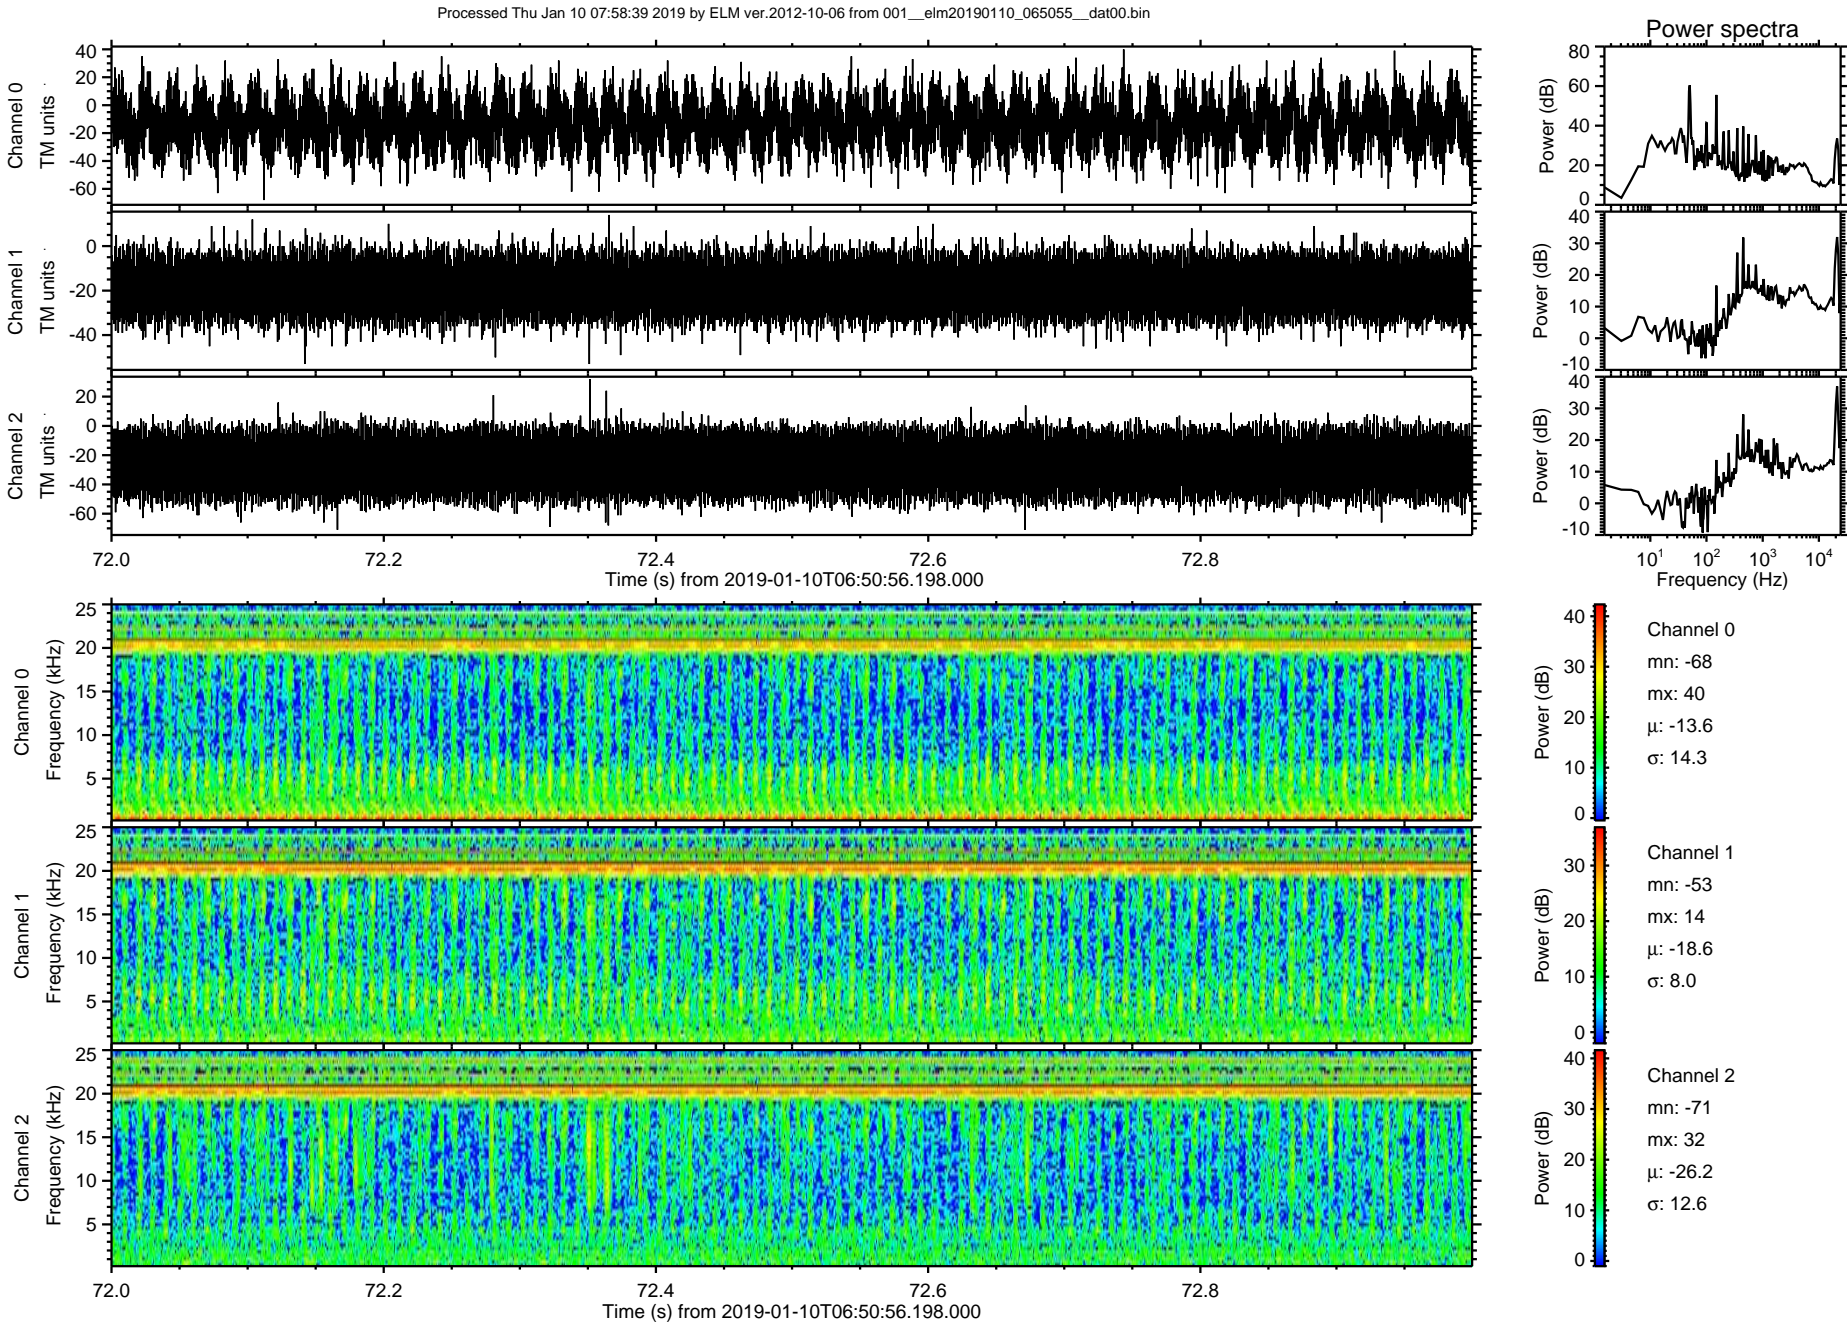 Processed Thu Jan 10 07:58:39 2019 by ELM ver.2012-10-06 from 001__elm20190110_065055__dat00.bin
Power spectra
Channel 0
TM units
40
20
0
-20
-40
-60
Power (dB)
80
60
40
20
0
Channel 1
TM units
0
-20
-40
Power (dB)
40
30
20
10
0
-10
Channel 2
TM units
20
0
-20
-40
-60
Power (dB)
40
30
20
10
0
-10
72.0 72.2 72.4 72.6 72.8
Time (s) from 2019-01-10T06:50:56.198.000
10¹ 10² 10³ 10⁴
Frequency (Hz)
Channel 0
Frequency (kHz)
25
20
15
10
5
Power (dB)
40
30
20
10
0
Channel 0
mn: -68
mx: 40
μ: -13.6
σ: 14.3
Channel 1
Frequency (kHz)
25
20
15
10
5
Power (dB)
30
20
10
0
Channel 1
mn: -53
mx: 14
μ: -18.6
σ: 8.0
Channel 2
Frequency (kHz)
25
20
15
10
5
Power (dB)
40
30
20
10
0
Channel 2
mn: -71
mx: 32
μ: -26.2
σ: 12.6
72.0 72.2 72.4 72.6 72.8
Time (s) from 2019-01-10T06:50:56.198.000